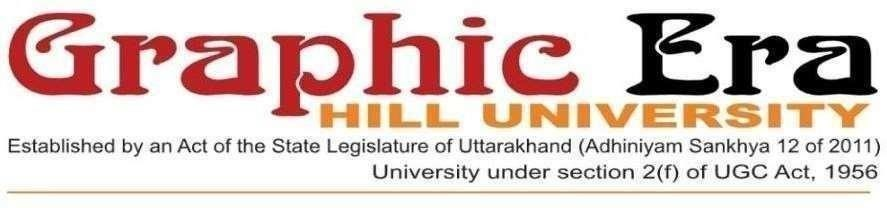 Graphic Era
HILL UNIVERSITY
Established by an Act of the State Legislature of Uttarakhand (Adhiniyam Sankhya 12 of 2011)
University under section 2(f) of UGC Act, 1956